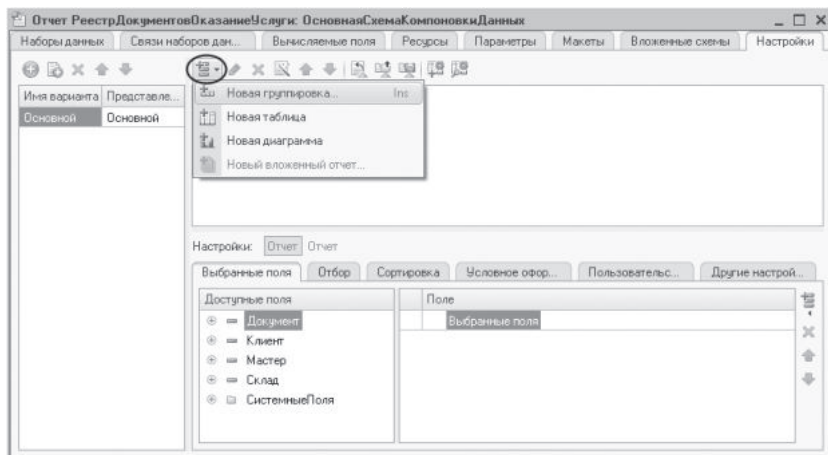 Отчет РеестрДокументовОказаниеУслуги: ОсновнаяСхемаКомпоновкиДанных
Наборы данных Связи наборов дан... Вычисляемые поля Ресурсы Параметры Макеты Вложенные схемы Настройки
Имя варианта Представле...
Основной Основной
Новая группировка... Ins
Новая таблица
Новая диаграмма
Новый вложенный отчет...
Настройки: Отчет Отчет
Выбранные поля Отбор Сортировка Условное офор... Пользовательс... Другие настрой...
Доступные поля Поле
Документ Выбранные поля
Клиент
Мастер
Склад
СистемныеПоля